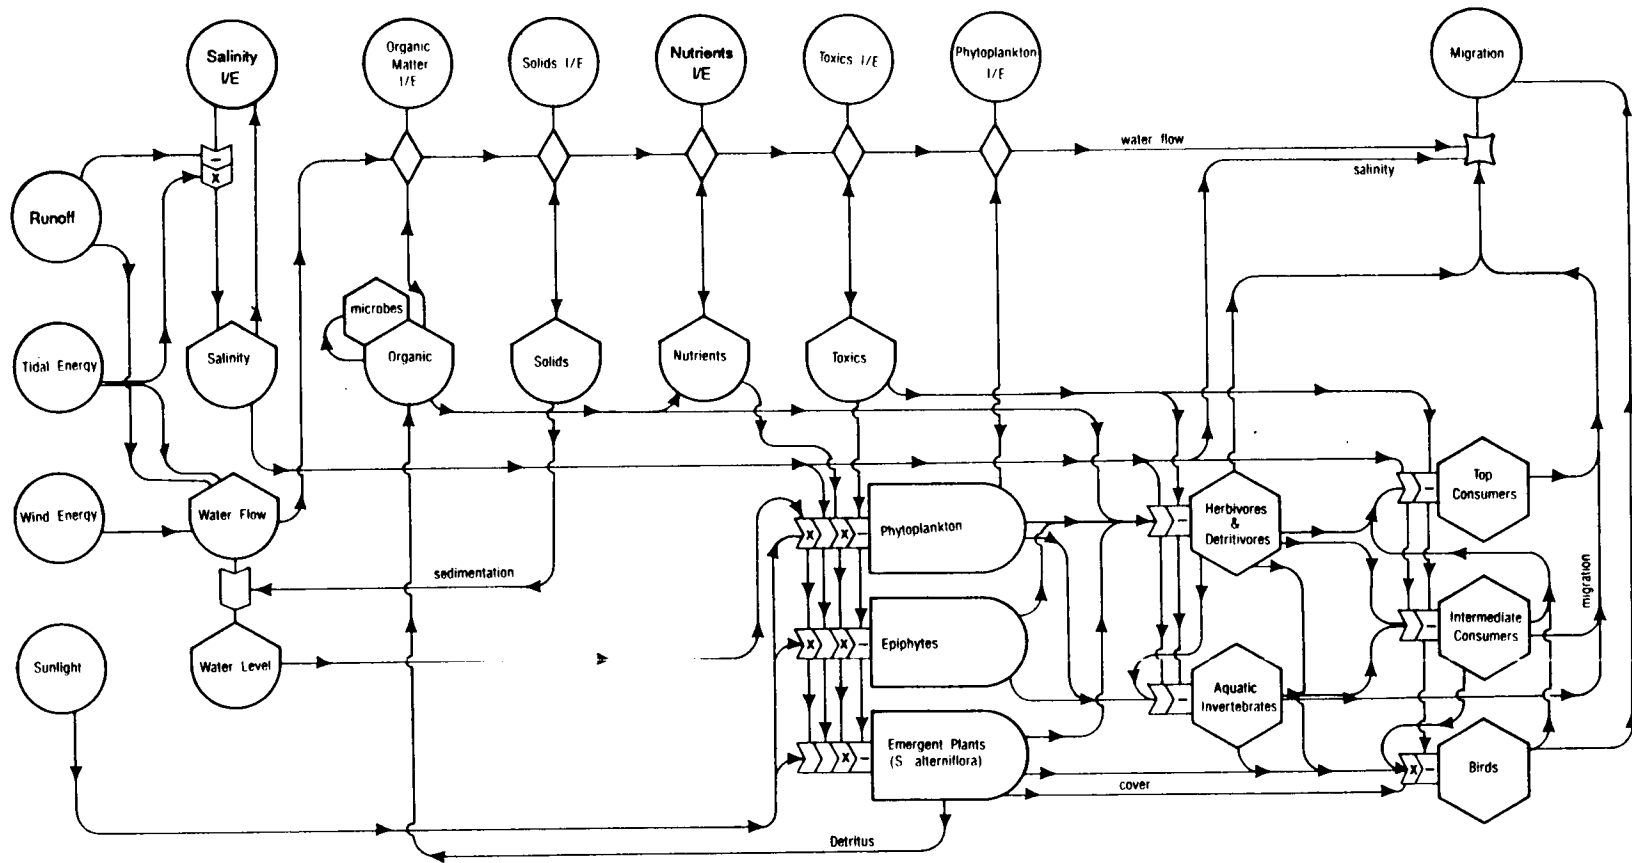 Salinity
I/E
Organic
Matter
I/E
Solids I/E
Nutrients
I/E
Toxics I/E
Phytoplankton
I/E
Migration
water flow
salinity
-
x
Runoff
microbes
Organic
Salinity
Solids
Nutrients
Toxics
Tidal Energy
Wind Energy
Water Flow
sedimentation
Water Level
Sunlight
x
x
-
Phytoplankton
x
x
-
Epiphytes
x
-
Emergent Plants
(S alterniflora)
-
Herbivores
&
Detritivores
-
Aquatic
Invertebrates
-
Top
Consumers
-
Intermediate
Consumers
migration
x
-
Birds
cover
Detritus